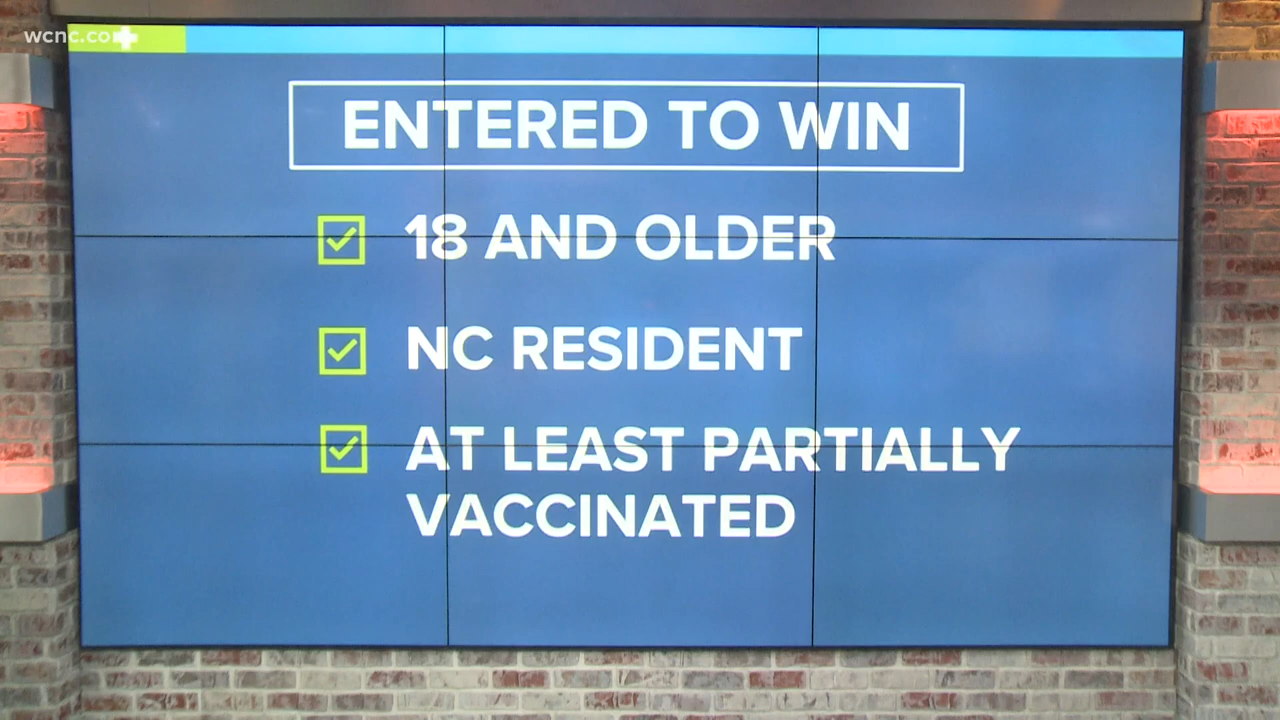 wcnc.co
ENTERED TO WIN
18 AND OLDER
NC RESIDENT
AT LEAST PARTIALLY
VACCINATED